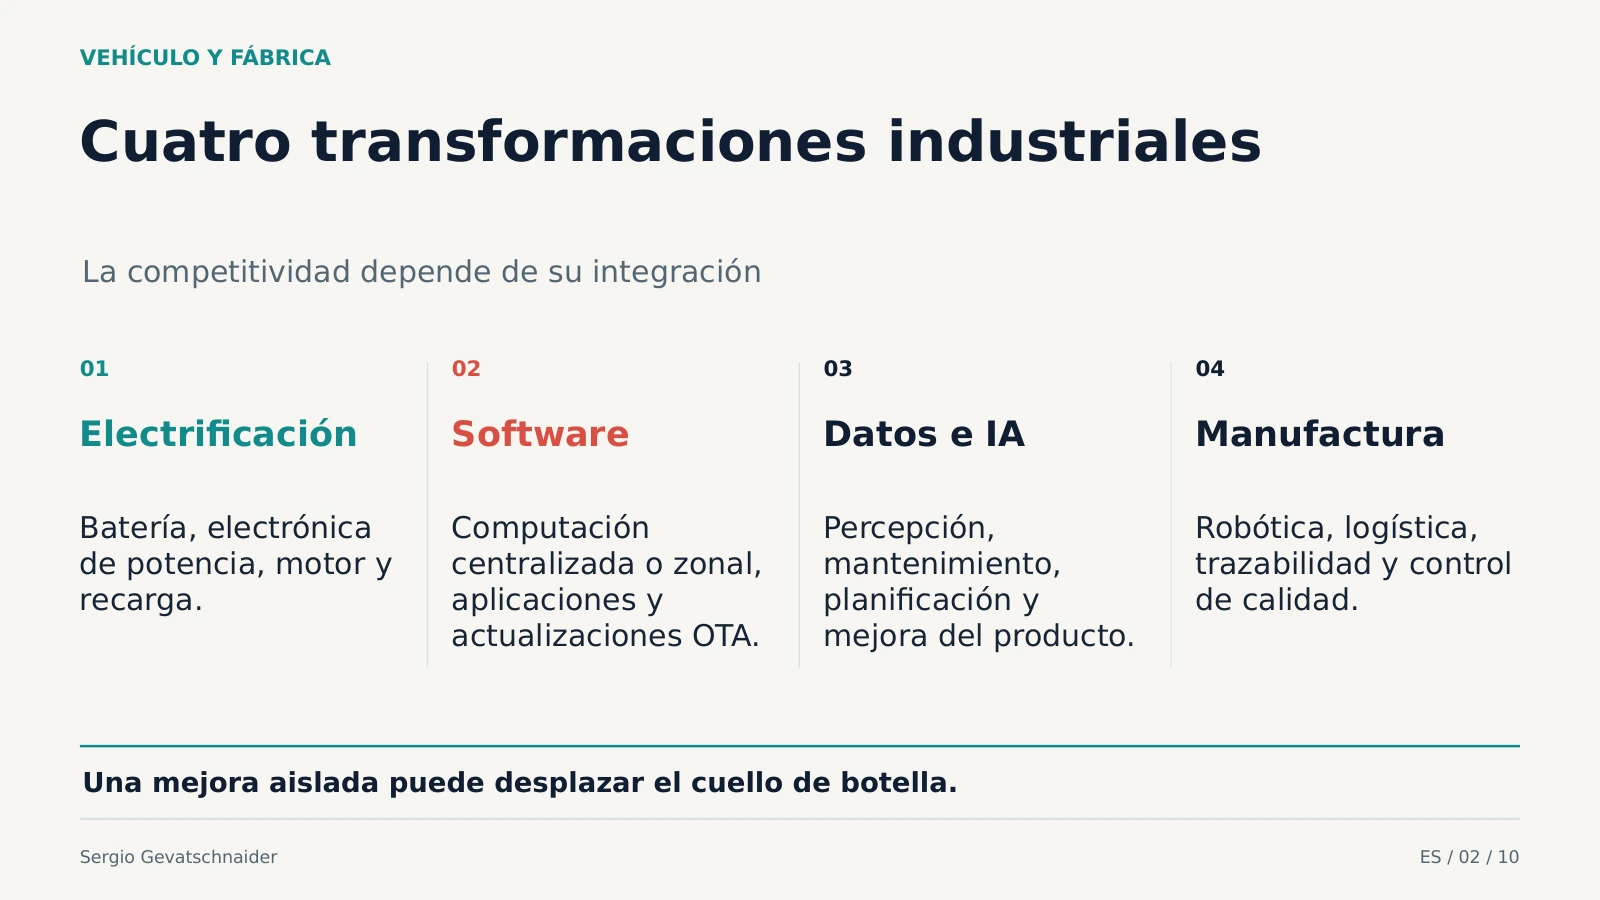 VEHÍCULO Y FÁBRICA
Cuatro transformaciones industriales
La competitividad depende de su integración
01
Electrificación
Batería, electrónica
de potencia, motor y
recarga.
02
Software
Computación
centralizada o zonal,
aplicaciones y
actualizaciones OTA.
03
Datos e IA
Percepción,
mantenimiento,
planificación y
mejora del producto.
04
Manufactura
Robótica, logística,
trazabilidad y control
de calidad.
Una mejora aislada puede desplazar el cuello de botella.
Sergio Gevatschnaider
ES / 02 / 10